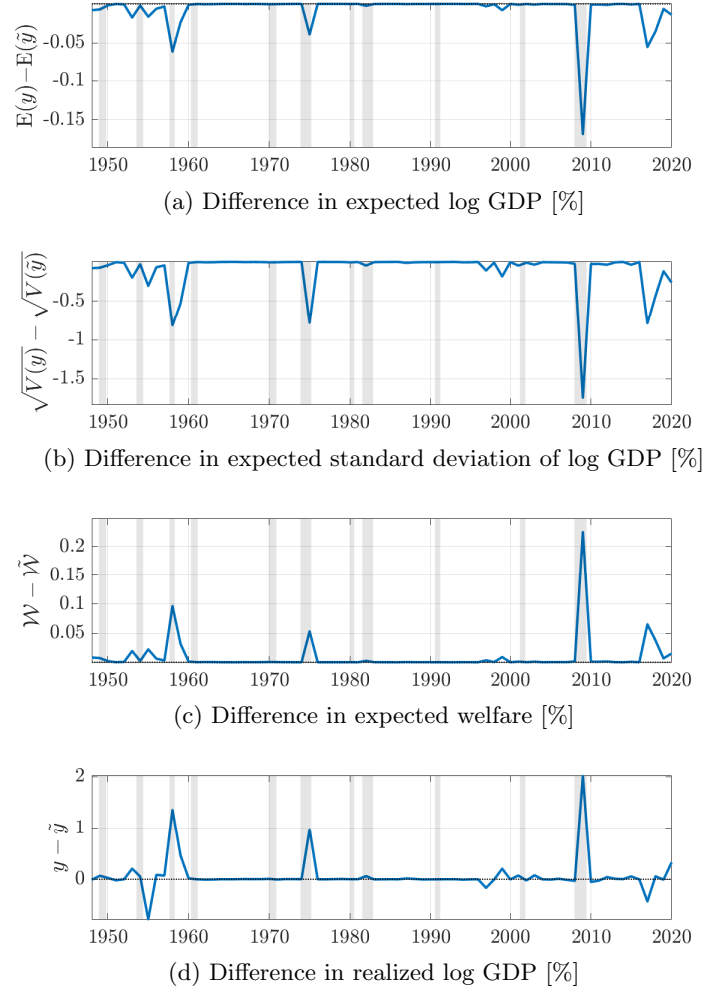 E(y)−E(ỹ)
-0.05
-0.1
-0.15
1950 1960 1970 1980 1990 2000 2010 2020
(a) Difference in expected log GDP [%]
√V(y) − √V(ỹ)
-0.5
-1
-1.5
1950 1960 1970 1980 1990 2000 2010 2020
(b) Difference in expected standard deviation of log GDP [%]
𝒲 − 𝒲̃
0.2
0.15
0.1
0.05
1950 1960 1970 1980 1990 2000 2010 2020
(c) Difference in expected welfare [%]
y − ỹ
2
1
0
1950 1960 1970 1980 1990 2000 2010 2020
(d) Difference in realized log GDP [%]